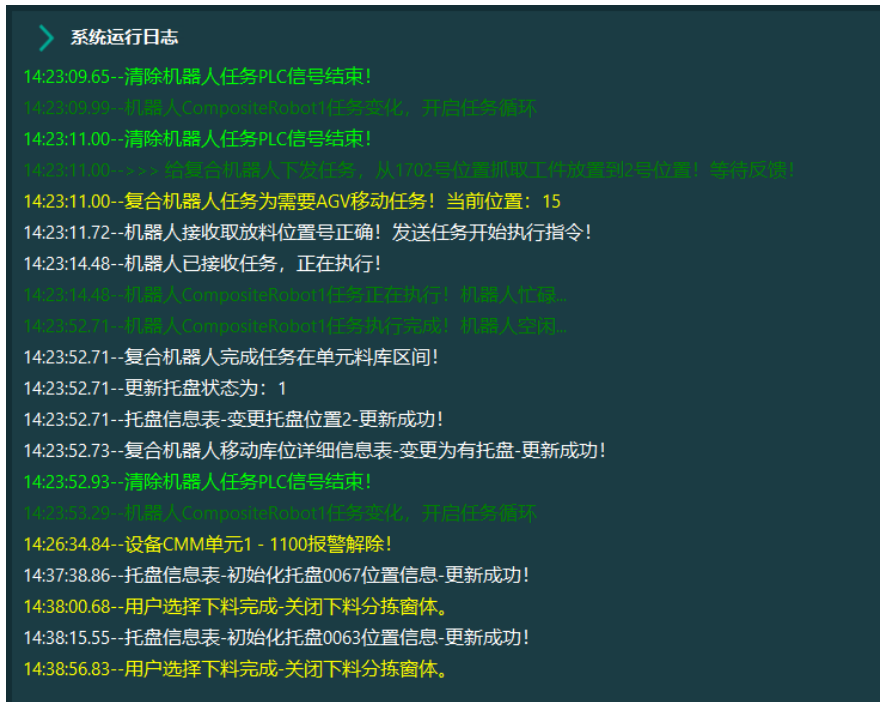 系统运行日志
14:23:09.65--清除机器人任务PLC信号结束！
14:23:09.99--机器人CompositeRobot1任务变化，开启任务循环
14:23:11.00--清除机器人任务PLC信号结束！
14:23:11.00-->>> 给复合机器人下发任务，从1702号位置抓取工件放置到2号位置！等待反馈！
14:23:11.00--复合机器人任务为需要AGV移动任务！当前位置：15
14:23:11.72--机器人接收取放料位置号正确！发送任务开始执行指令！
14:23:14.48--机器人已接收任务，正在执行！
14:23:14.48--机器人CompositeRobot1任务正在执行！机器人忙碌...
14:23:52.71--机器人CompositeRobot1任务执行完成！机器人空闲...
14:23:52.71--复合机器人完成任务在单元料库区间！
14:23:52.71--更新托盘状态为：1
14:23:52.71--托盘信息表-变更托盘位置2-更新成功！
14:23:52.73--复合机器人移动库位详细信息表-变更为有托盘-更新成功！
14:23:52.93--清除机器人任务PLC信号结束！
14:23:53.29--机器人CompositeRobot1任务变化，开启任务循环
14:26:34.84--设备CMM单元1 - 1100报警解除！
14:37:38.86--托盘信息表-初始化托盘0067位置信息-更新成功！
14:38:00.68--用户选择下料完成-关闭下料分拣窗体。
14:38:15.55--托盘信息表-初始化托盘0063位置信息-更新成功！
14:38:56.83--用户选择下料完成-关闭下料分拣窗体。